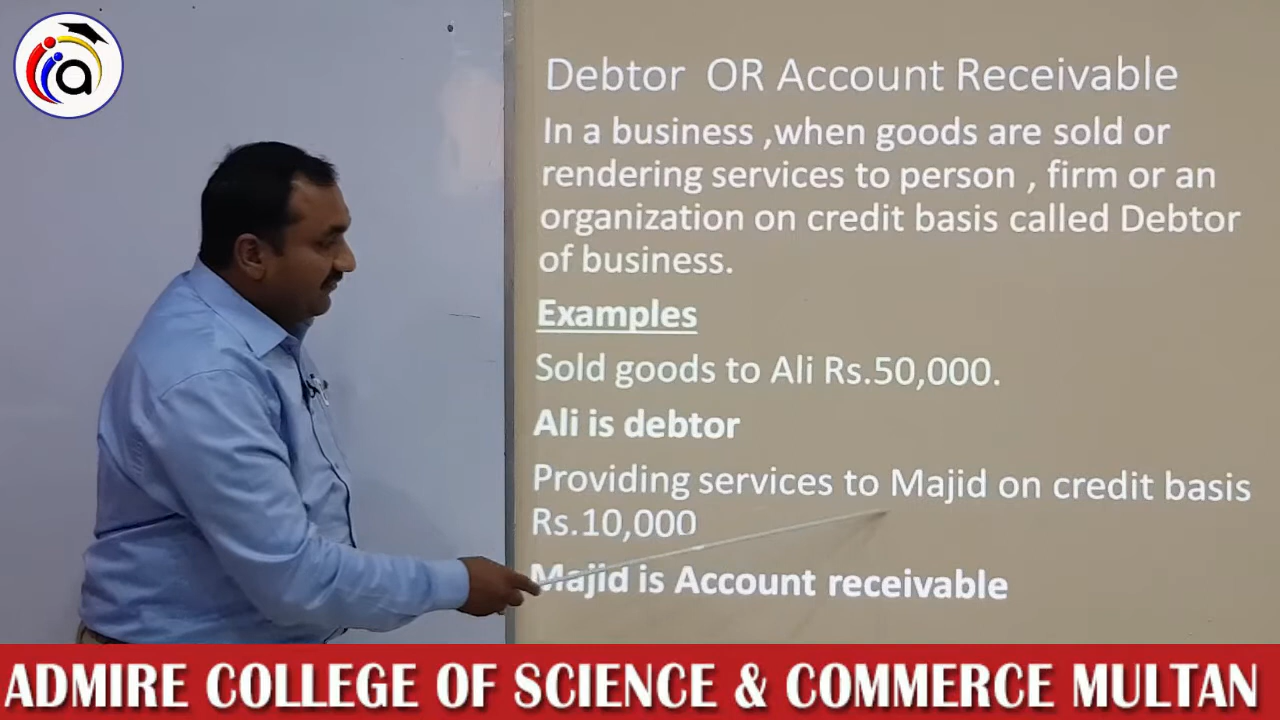 Debtor OR Account Receivable
In a business ,when goods are sold or
rendering services to person , firm or an
organization on credit basis called Debtor
of business.
Examples
Sold goods to Ali Rs.50,000.
Ali is debtor
Providing services to Majid on credit basis
Rs.10,000
Majid is Account receivable
a
ADMIRE COLLEGE OF SCIENCE & COMMERCE MULTAN